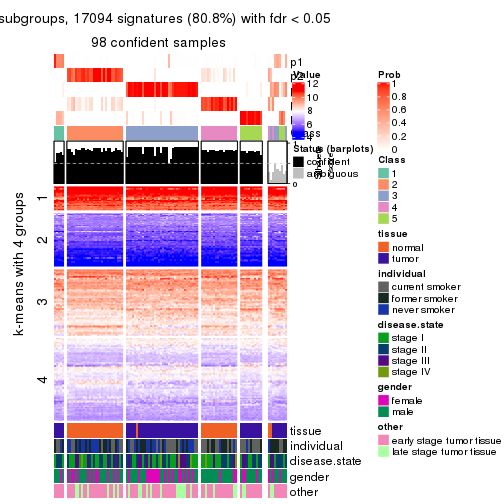 subgroups, 17094 signatures (80.8%) with fdr < 0.05
98 confident samples
p1
p2
Value
12
10
8
6
4
Prob
1
0.8
0.6
0.4
0.2
0
Status (barplots)
confident
ambiguous
1
0
Class
1
2
3
4
5
k-means with 4 groups
1
2
3
4
tissue
normal
tumor
individual
current smoker
former smoker
never smoker
disease.state
stage I
stage II
stage III
stage IV
gender
female
male
other
early stage tumor tissue
late stage tumor tissue
tissue
individual
disease.state
gender
other